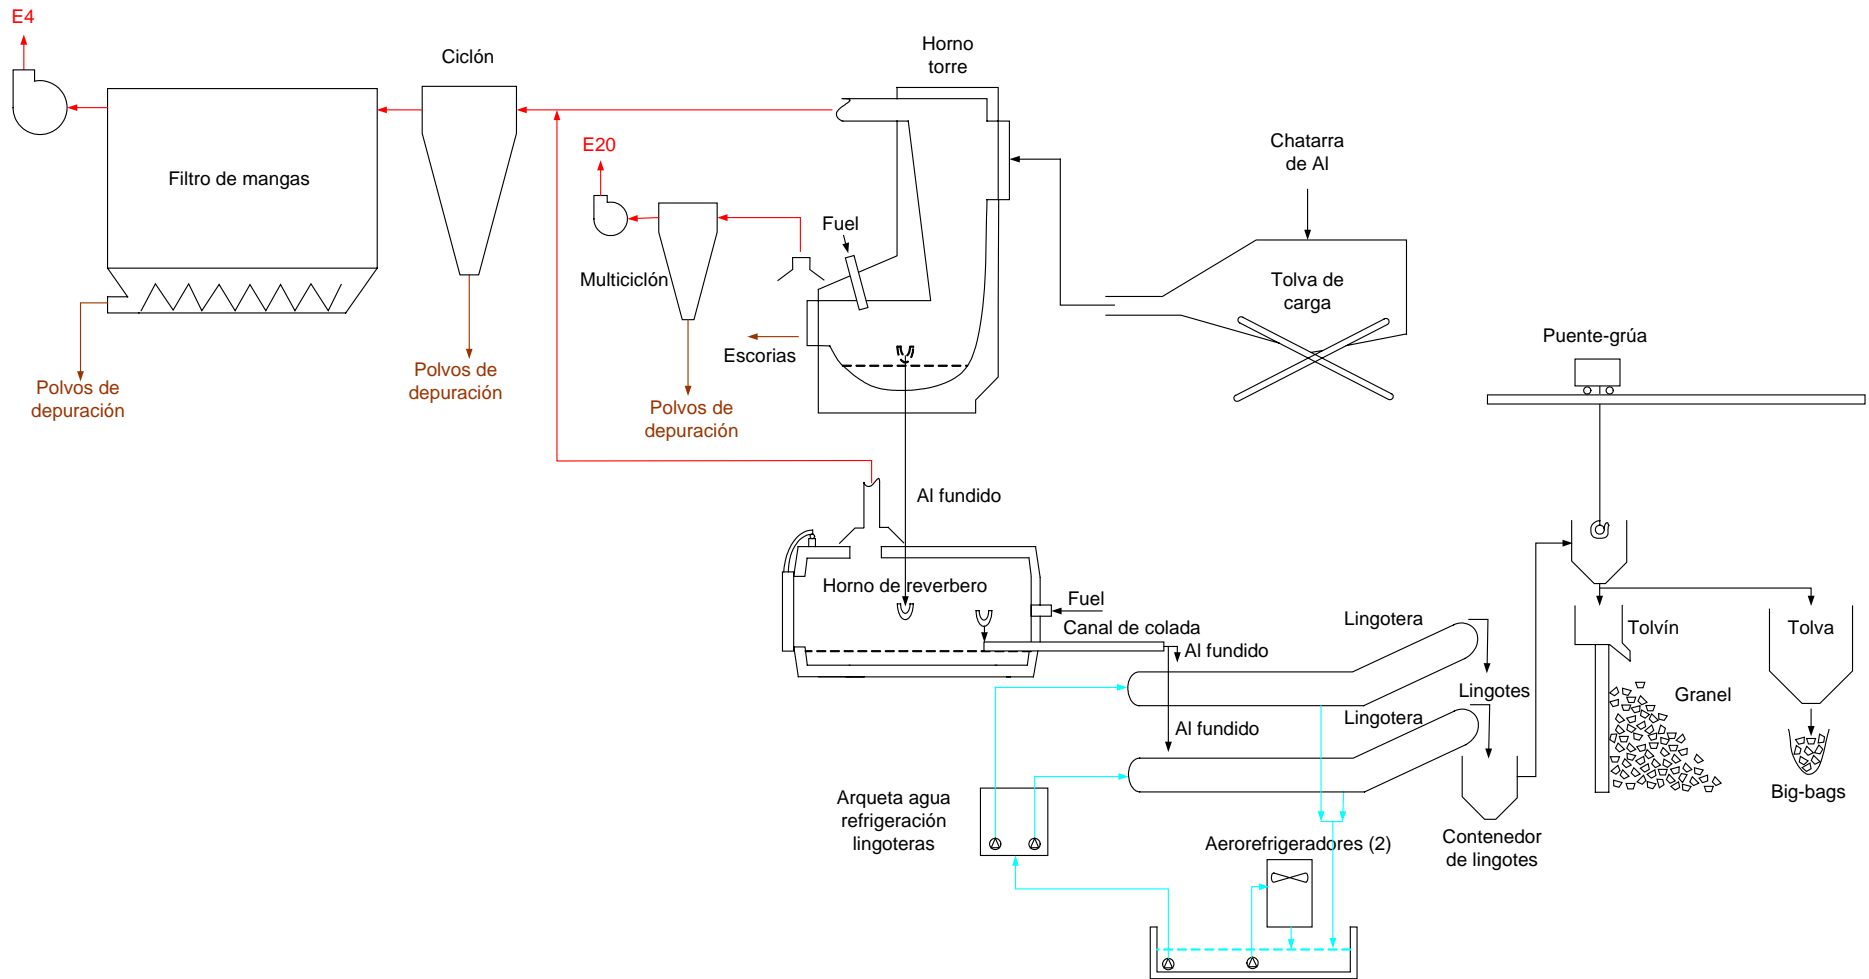 E4
Ciclón
Horno
torre
E20
Chatarra
de Al
Filtro de mangas
Fuel
Multiciclón
Tolva de
carga
Puente-grúa
Escorias
Polvos de
depuración
Polvos de
depuración
Polvos de
depuración
Al fundido
Horno de reverbero
Fuel
Canal de colada
Lingotera
Tolvín
Tolva
Al fundido
Lingotes
Granel
Lingotera
Al fundido
Big-bags
Arqueta agua
refrigeración
lingoteras
Aerorefrigeradores (2)
Contenedor
de lingotes